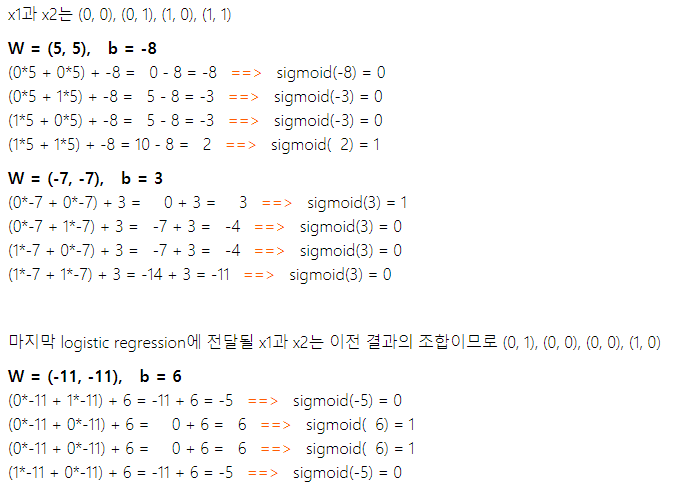 x1과 x2는 (0, 0), (0, 1), (1, 0), (1, 1)
W = (5, 5), b = -8
(0*5 + 0*5) + -8 = 0 - 8 = -8 ==> sigmoid(-8) = 0
(0*5 + 1*5) + -8 = 5 - 8 = -3 ==> sigmoid(-3) = 0
(1*5 + 0*5) + -8 = 5 - 8 = -3 ==> sigmoid(-3) = 0
(1*5 + 1*5) + -8 = 10 - 8 = 2 ==> sigmoid( 2) = 1
W = (-7, -7), b = 3
(0*-7 + 0*-7) + 3 = 0 + 3 = 3 ==> sigmoid(3) = 1
(0*-7 + 1*-7) + 3 = -7 + 3 = -4 ==> sigmoid(3) = 0
(1*-7 + 0*-7) + 3 = -7 + 3 = -4 ==> sigmoid(3) = 0
(1*-7 + 1*-7) + 3 = -14 + 3 = -11 ==> sigmoid(3) = 0
마지막 logistic regression에 전달될 x1과 x2는 이전 결과의 조합이므로 (0, 1), (0, 0), (0, 0), (1, 0)
W = (-11, -11), b = 6
(0*-11 + 1*-11) + 6 = -11 + 6 = -5 ==> sigmoid(-5) = 0
(0*-11 + 0*-11) + 6 = 0 + 6 = 6 ==> sigmoid( 6) = 1
(0*-11 + 0*-11) + 6 = 0 + 6 = 6 ==> sigmoid( 6) = 1
(1*-11 + 0*-11) + 6 = -11 + 6 = -5 ==> sigmoid(-5) = 0